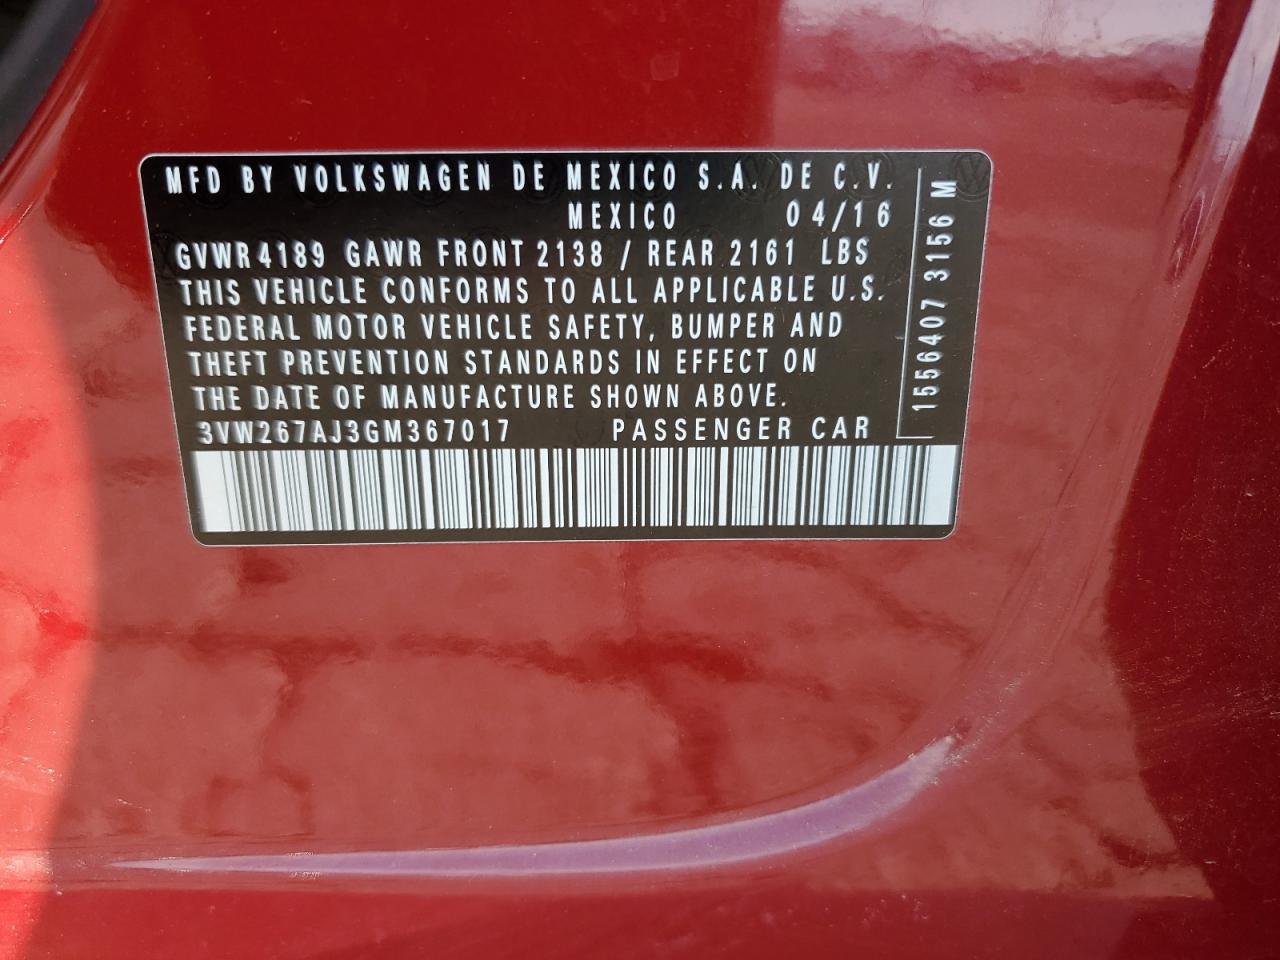 MFD BY VOLKSWAGEN DE MEXICO S.A. DE C.V.
MEXICO 04/16
GVWR 4189 GAWR FRONT 2138 / REAR 2161 LBS
THIS VEHICLE CONFORMS TO ALL APPLICABLE U.S.
FEDERAL MOTOR VEHICLE SAFETY, BUMPER AND
THEFT PREVENTION STANDARDS IN EFFECT ON
THE DATE OF MANUFACTURE SHOWN ABOVE.
3VW267AJ3GM367017 PASSENGER CAR
1556407 3156 M